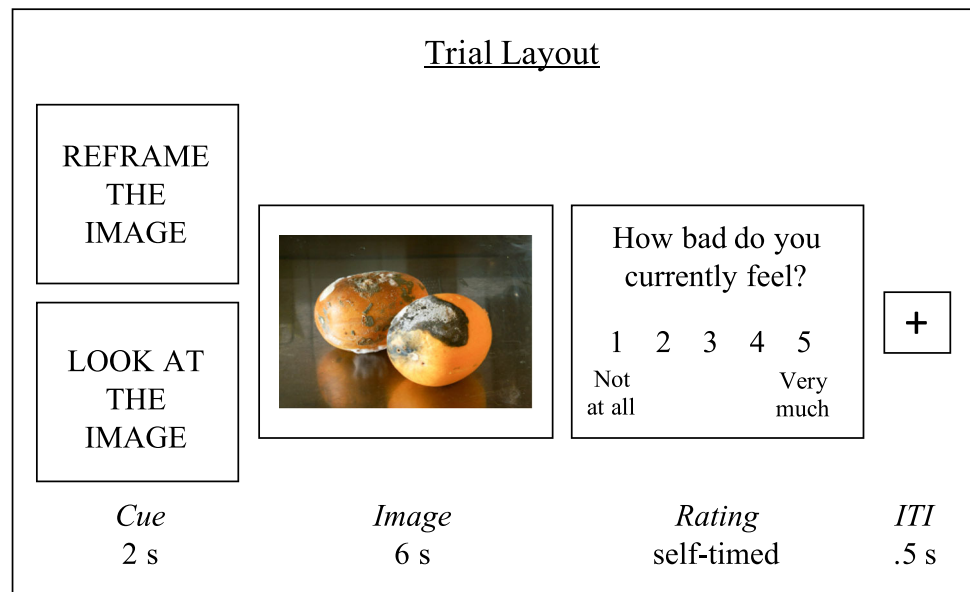 Trial Layout
REFRAME
THE
IMAGE
LOOK AT
THE
IMAGE
How bad do you
currently feel?
1 2 3 4 5
Not Very
at all much
+
Cue Image Rating ITI
2 s 6 s self-timed .5 s